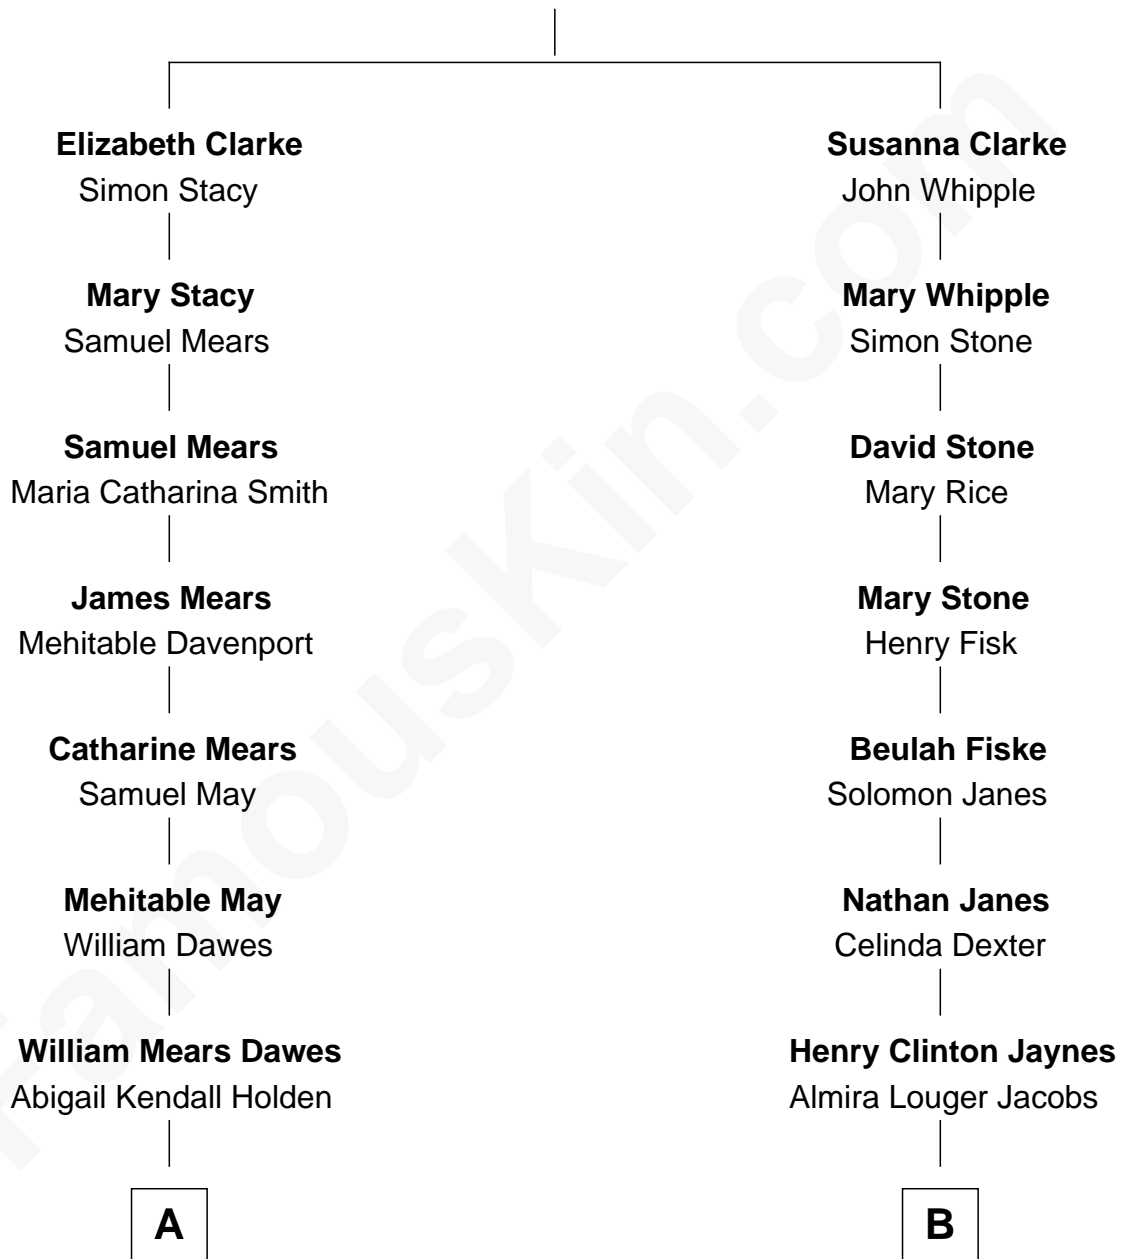 Elizabeth Clarke
Simon Stacy
Mary Stacy
Samuel Mears
Samuel Mears
Maria Catharina Smith
James Mears
Mehitable Davenport
Catharine Mears
Samuel May
Mehitable May
William Dawes
William Mears Dawes
Abigail Kendall Holden
A
Susanna Clarke
John Whipple
Mary Whipple
Simon Stone
David Stone
Mary Rice
Mary Stone
Henry Fisk
Beulah Fiske
Solomon Janes
Nathan Janes
Celinda Dexter
Henry Clinton Jaynes
Almira Louger Jacobs
B
FamousKin.com